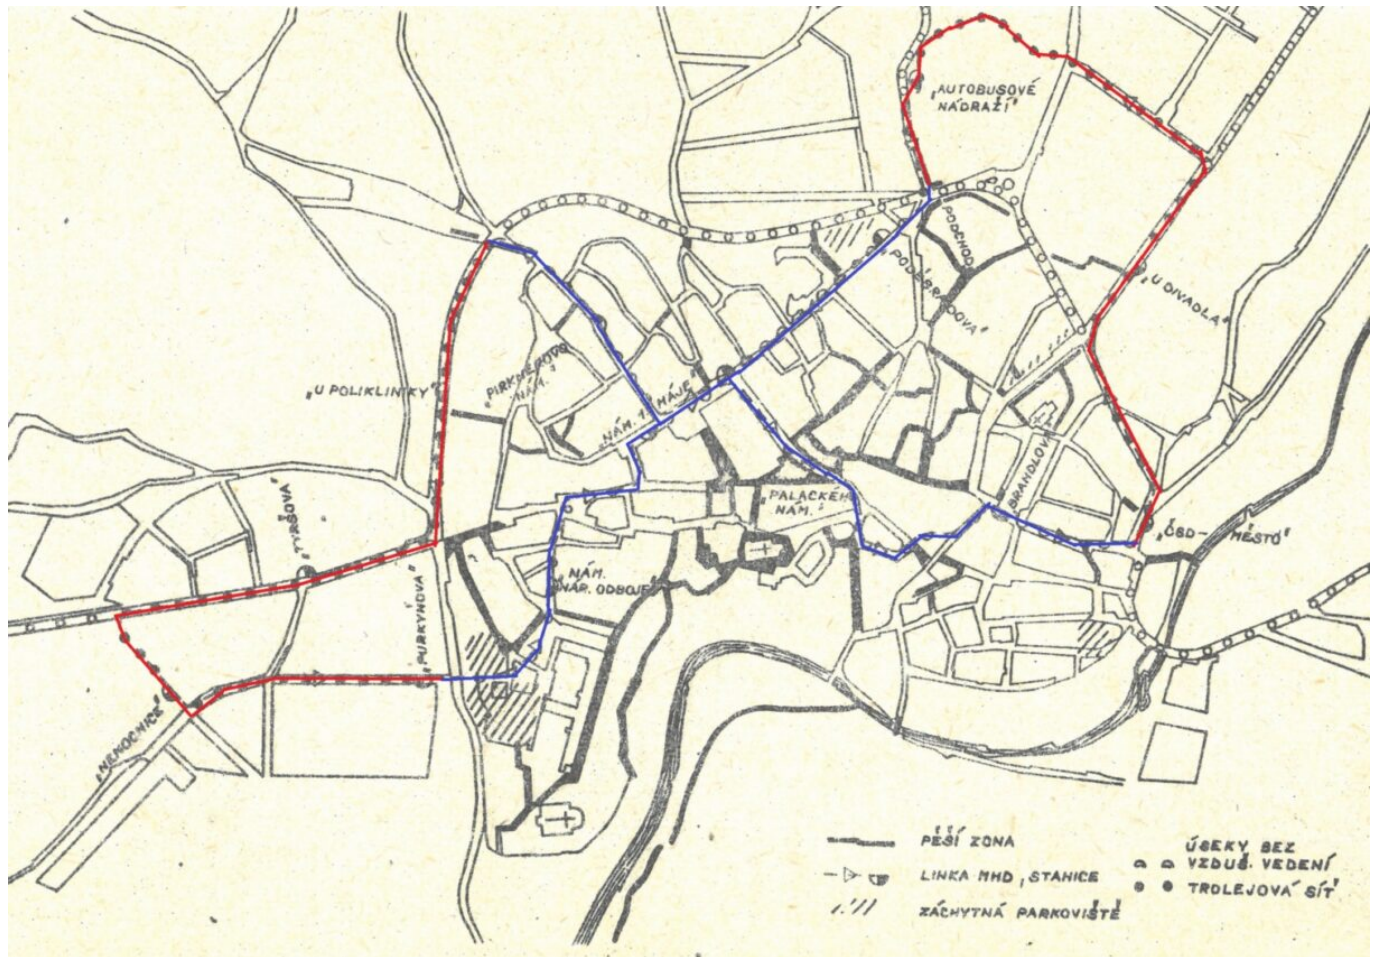 „AUTOBUSOVÉ
NÁDRAŽÍ"
PODCHOD
„PODĚBRADOVA"
„U DIVADLA"
„U POLIKLINIKY"
„PIRKNEROVO
NÁM."
„NÁM. 1. MÁJE"
BRANDLOVA
„PALACKÉHO
NÁM."
„TYRŠOVA"
„ČSD-MĚSTO"
„NÁM.
NÁR. ODBOJE"
„PURKYŇOVA"
„NEMOCNICE"
PĚŠÍ ZONA
LINKA MHD, STANICE
ZÁCHYTNÁ PARKOVIŠTĚ
ÚSEKY BEZ
VZDUŠ. VEDENÍ
TROLEJOVÁ SÍŤ